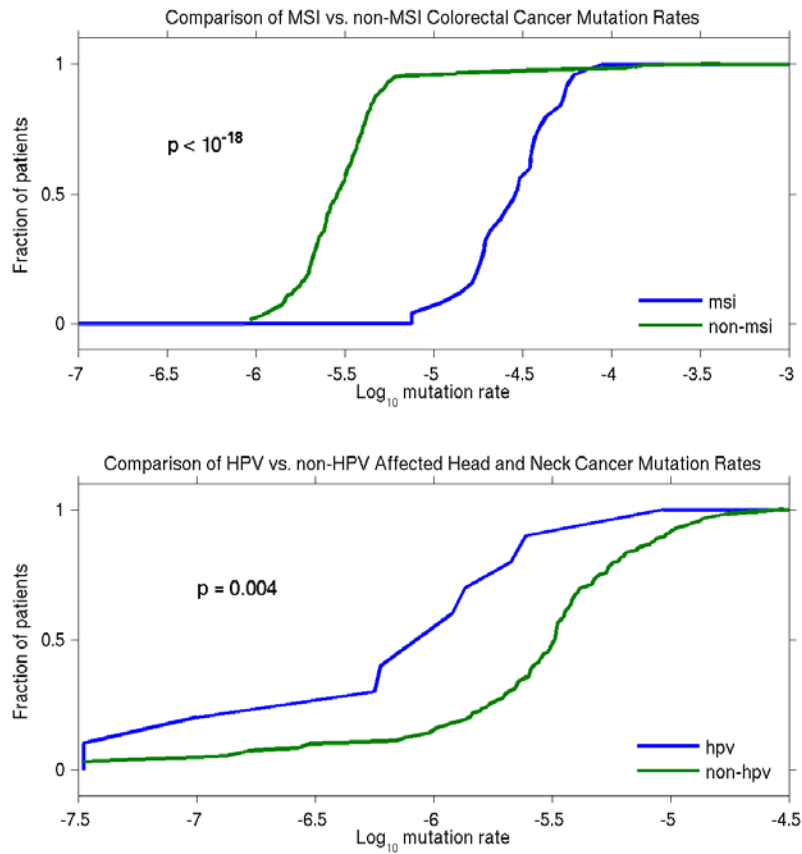 Comparison of MSI vs. non-MSI Colorectal Cancer Mutation Rates
1
0.5
0
Fraction of patients
p < 10⁻¹⁸
msi
non-msi
-7 -6.5 -6 -5.5 -5 -4.5 -4 -3.5 -3
Log₁₀ mutation rate
Comparison of HPV vs. non-HPV Affected Head and Neck Cancer Mutation Rates
1
0.5
0
Fraction of patients
p = 0.004
hpv
non-hpv
-7.5 -7 -6.5 -6 -5.5 -5 -4.5
Log₁₀ mutation rate